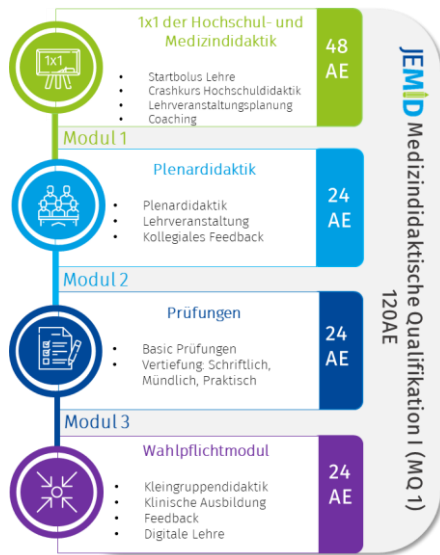 1x1
1x1 der Hochschul- und
Medizindidaktik
• Startbolus Lehre
• Crashkurs Hochschuldidaktik
• Lehrveranstaltungsplanung
• Coaching
48
AE
Modul 1
Plenardidaktik
• Plenardidaktik
• Lehrveranstaltung
• Kollegiales Feedback
24
AE
Modul 2
Prüfungen
• Basic Prüfungen
• Vertiefung: Schriftlich,
Mündlich, Praktisch
24
AE
Modul 3
Wahlpflichtmodul
• Kleingruppendidaktik
• Klinische Ausbildung
• Feedback
• Digitale Lehre
24
AE
JEMID Medizindidaktische Qualifikation I (MQ 1)
120AE